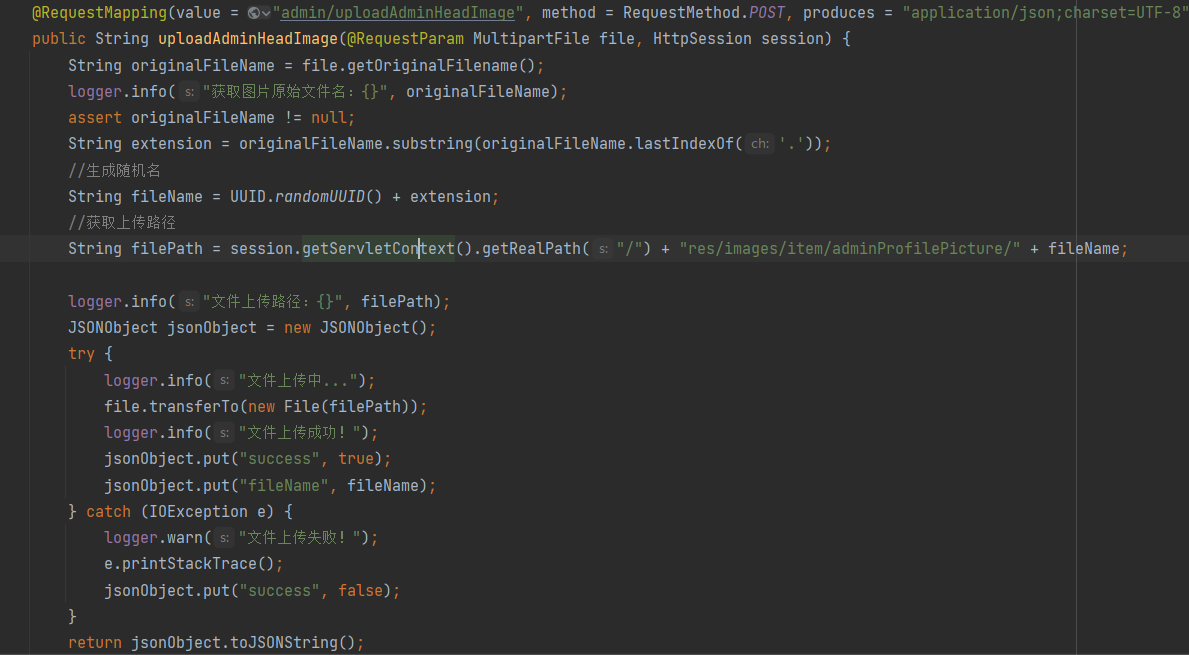 @RequestMapping(value = "admin/uploadAdminHeadImage", method = RequestMethod.POST, produces = "application/json;charset=UTF-8"
public String uploadAdminHeadImage(@RequestParam MultipartFile file, HttpSession session) {
String originalFileName = file.getOriginalFilename();
logger.info( s: "获取图片原始文件名：{}", originalFileName);
assert originalFileName != null;
String extension = originalFileName.substring(originalFileName.lastIndexOf( ch: '.'));
//生成随机名
String fileName = UUID.randomUUID() + extension;
//获取上传路径
String filePath = session.getServletContext().getRealPath( s: "/") + "res/images/item/adminProfilePicture/" + fileName;
logger.info( s: "文件上传路径：{}", filePath);
JSONObject jsonObject = new JSONObject();
try {
logger.info( s: "文件上传中...");
file.transferTo(new File(filePath));
logger.info( s: "文件上传成功！");
jsonObject.put("success", true);
jsonObject.put("fileName", fileName);
} catch (IOException e) {
logger.warn( s: "文件上传失败！");
e.printStackTrace();
jsonObject.put("success", false);
}
return jsonObject.toJSONString();